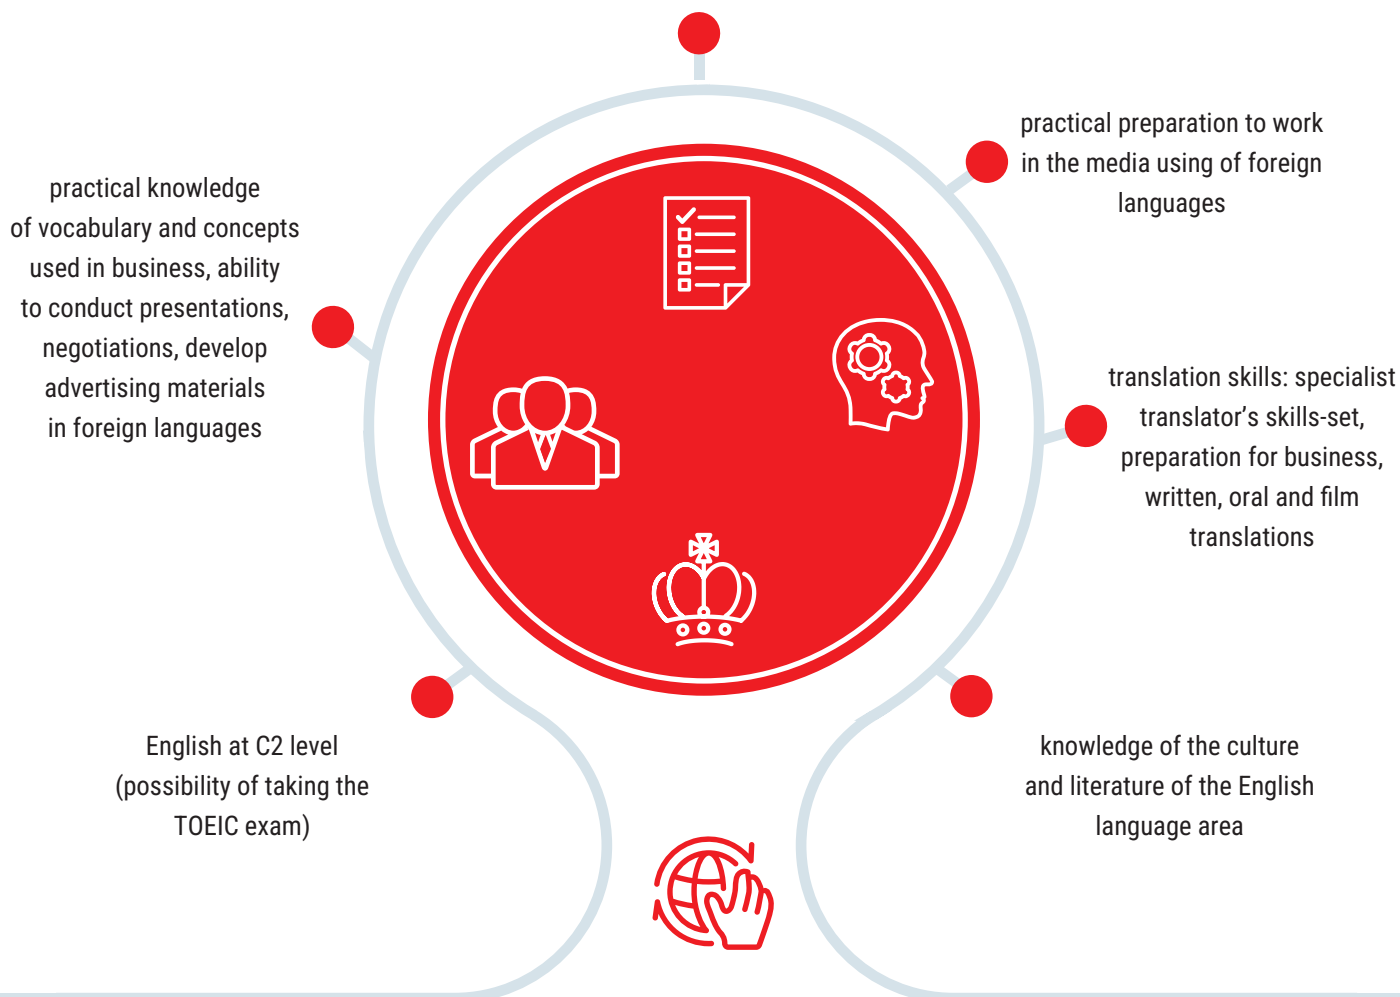 practical preparation to work
in the media using of foreign
languages
practical knowledge
of vocabulary and concepts
used in business, ability
to conduct presentations,
negotiations, develop
advertising materials
in foreign languages
translation skills: specialist
translator’s skills-set,
preparation for business,
written, oral and film
translations
English at C2 level
(possibility of taking the
TOEIC exam)
knowledge of the culture
and literature of the English
language area